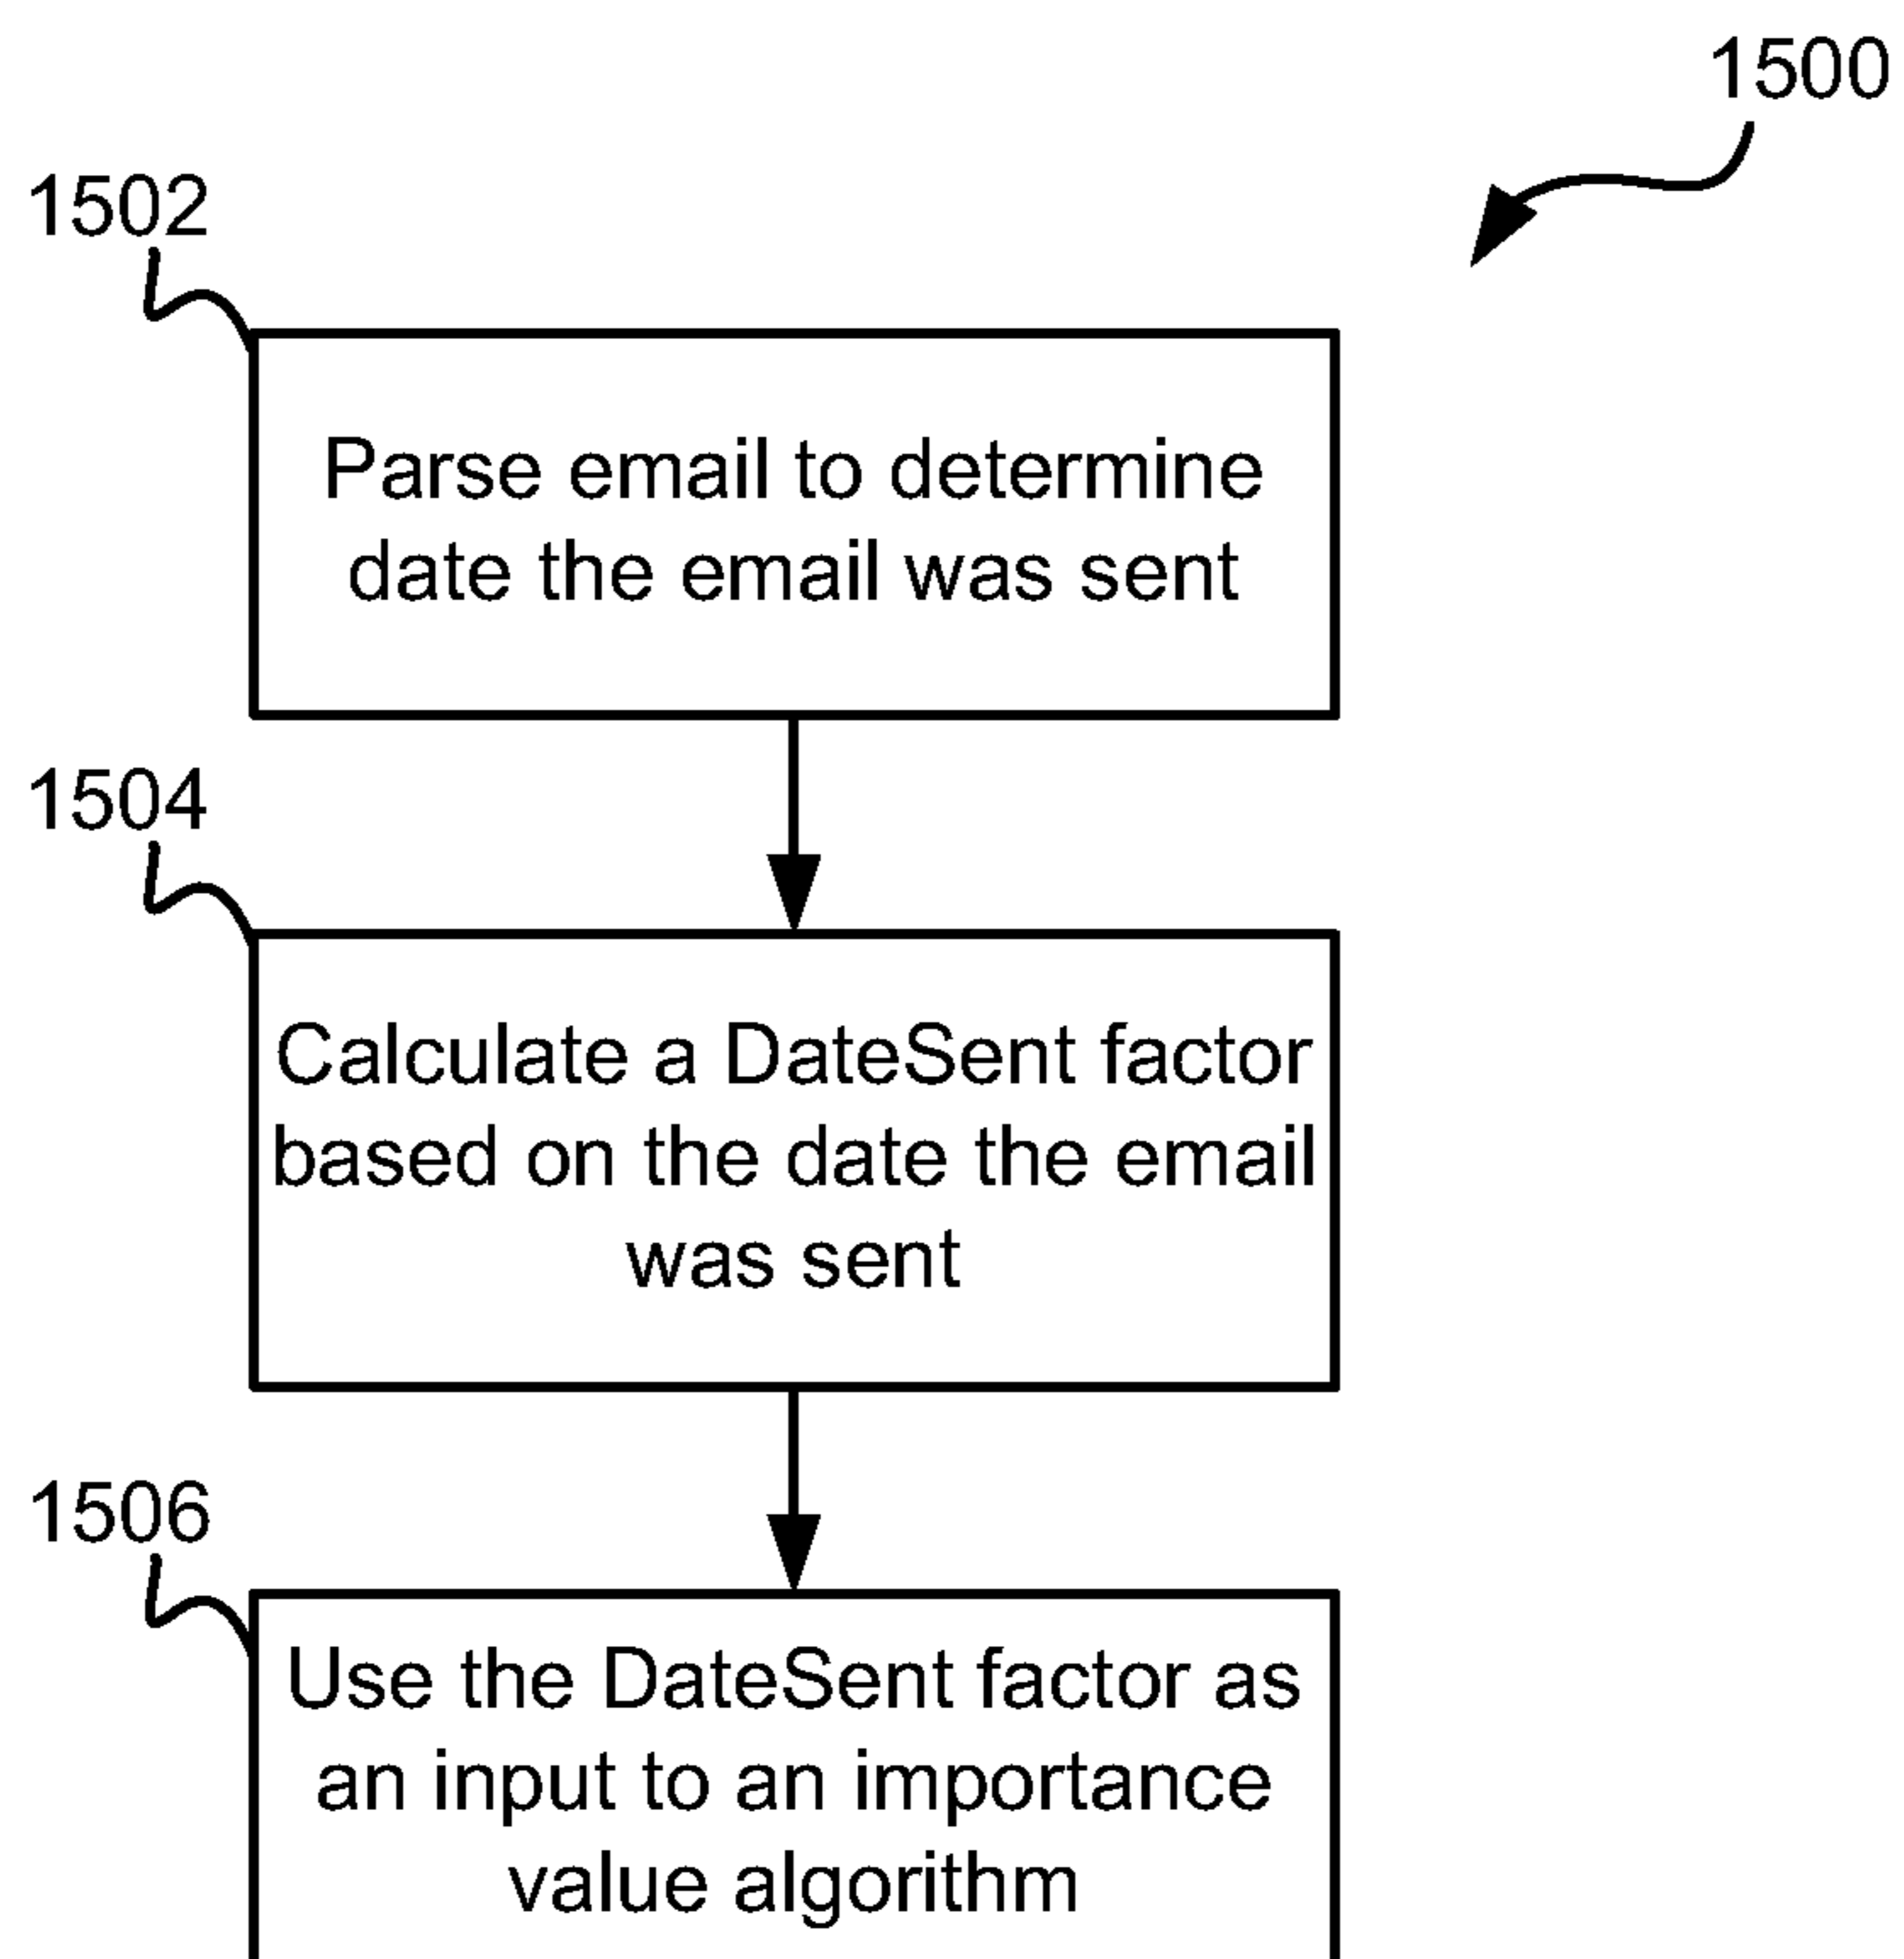 1500
1502
Parse email to determine
date the email was sent
1504
Calculate a DateSent factor
based on the date the email
was sent
1506
Use the DateSent factor as
an input to an importance
value algorithm